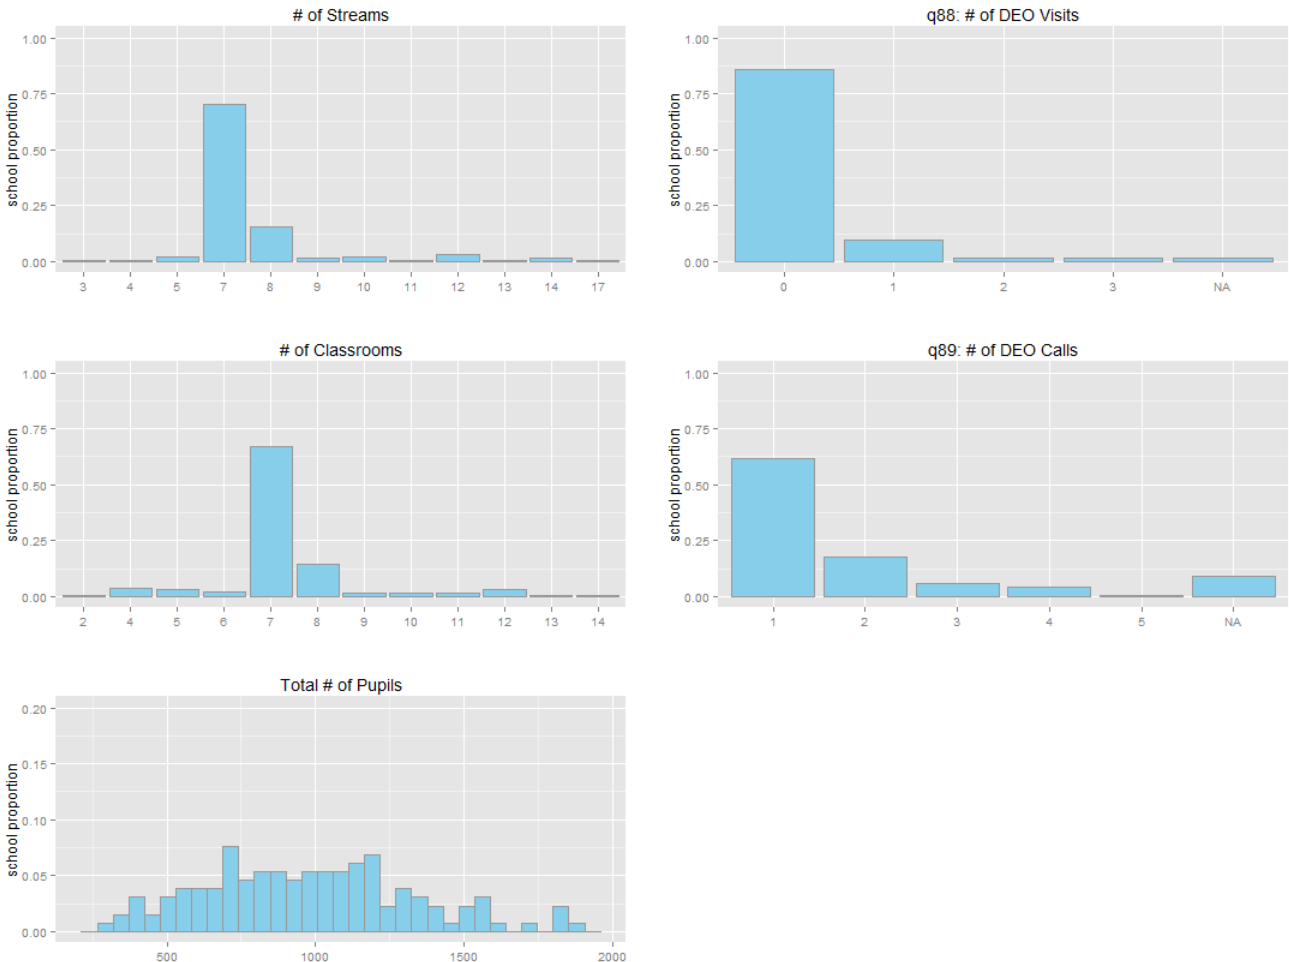 # of Streams
school proportion
1.00
0.75
0.50
0.25
0.00
3 4 5 7 8 9 10 11 12 13 14 17
q88: # of DEO Visits
school proportion
1.00
0.75
0.50
0.25
0.00
0 1 2 3 NA
# of Classrooms
school proportion
1.00
0.75
0.50
0.25
0.00
2 4 5 6 7 8 9 10 11 12 13 14
q89: # of DEO Calls
school proportion
1.00
0.75
0.50
0.25
0.00
1 2 3 4 5 NA
Total # of Pupils
school proportion
0.20
0.15
0.10
0.05
0.00
500 1000 1500 2000